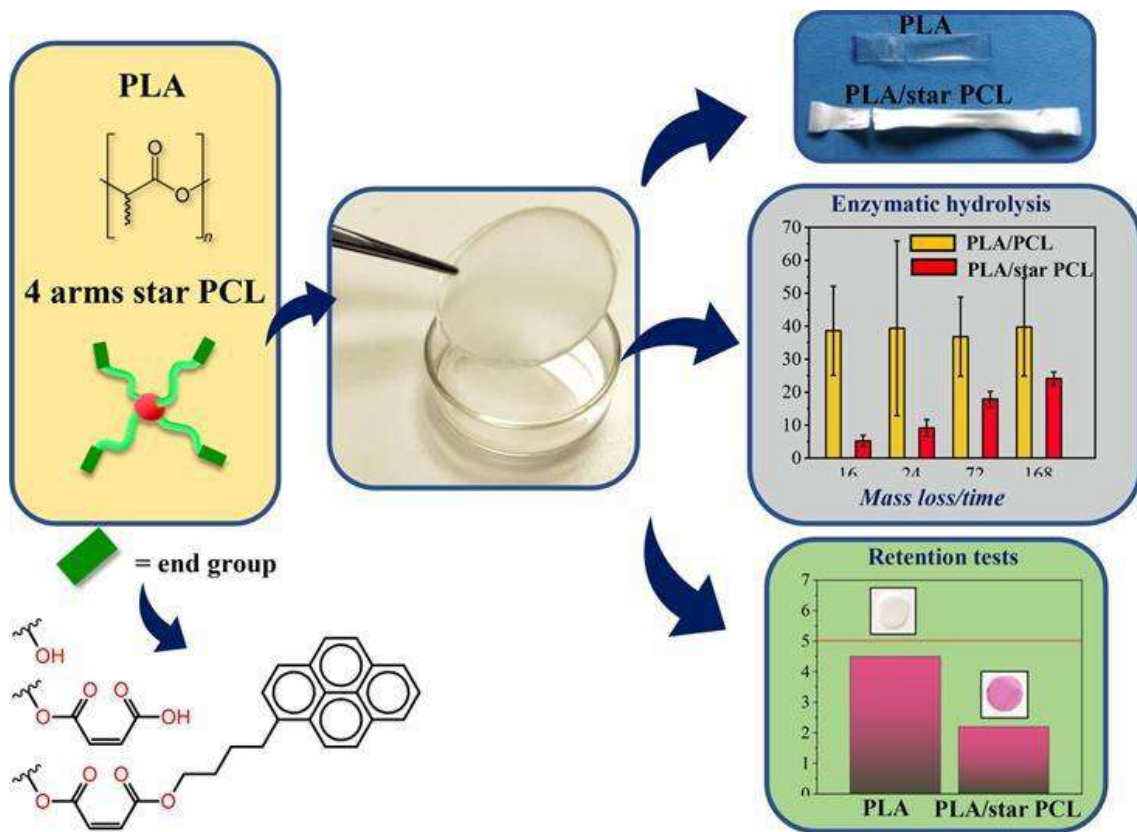 PLA
O
O
n
4 arms star PCL
= end group
OH
O
O
O
OH
O
O
O
O
PLA
PLA/star PCL
Enzymatic hydrolysis
70
60
50
40
30
20
10
0
PLA/PCL
PLA/star PCL
16 24 72 168
Mass loss/time
Retention tests
7
6
5
4
3
2
1
0
PLA PLA/star PCL